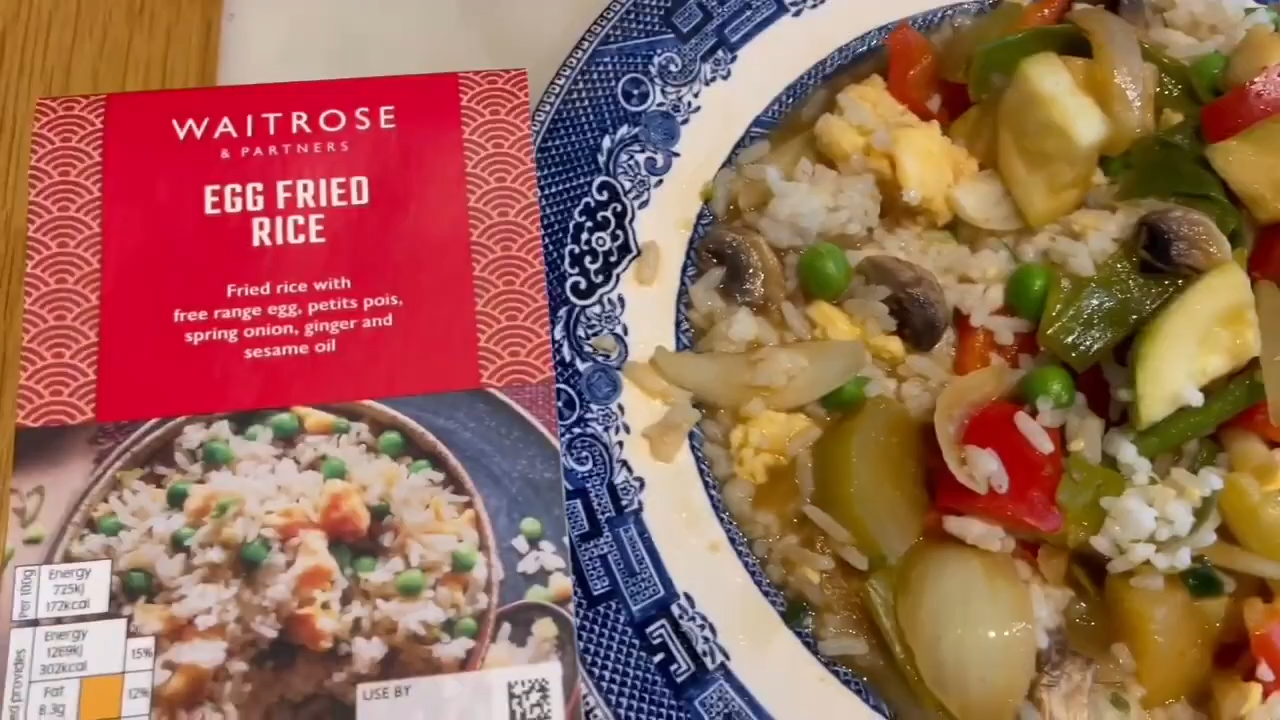 WAITROSE
& PARTNERS
EGG FRIED
RICE
Fried rice with
free range egg, petits pois,
spring onion, ginger and
sesame oil
Per 100g
Energy
725kJ
172kcal
Energy
1269kJ
302kcal
15%
Fat
8.3g
12%
provides
USE BY